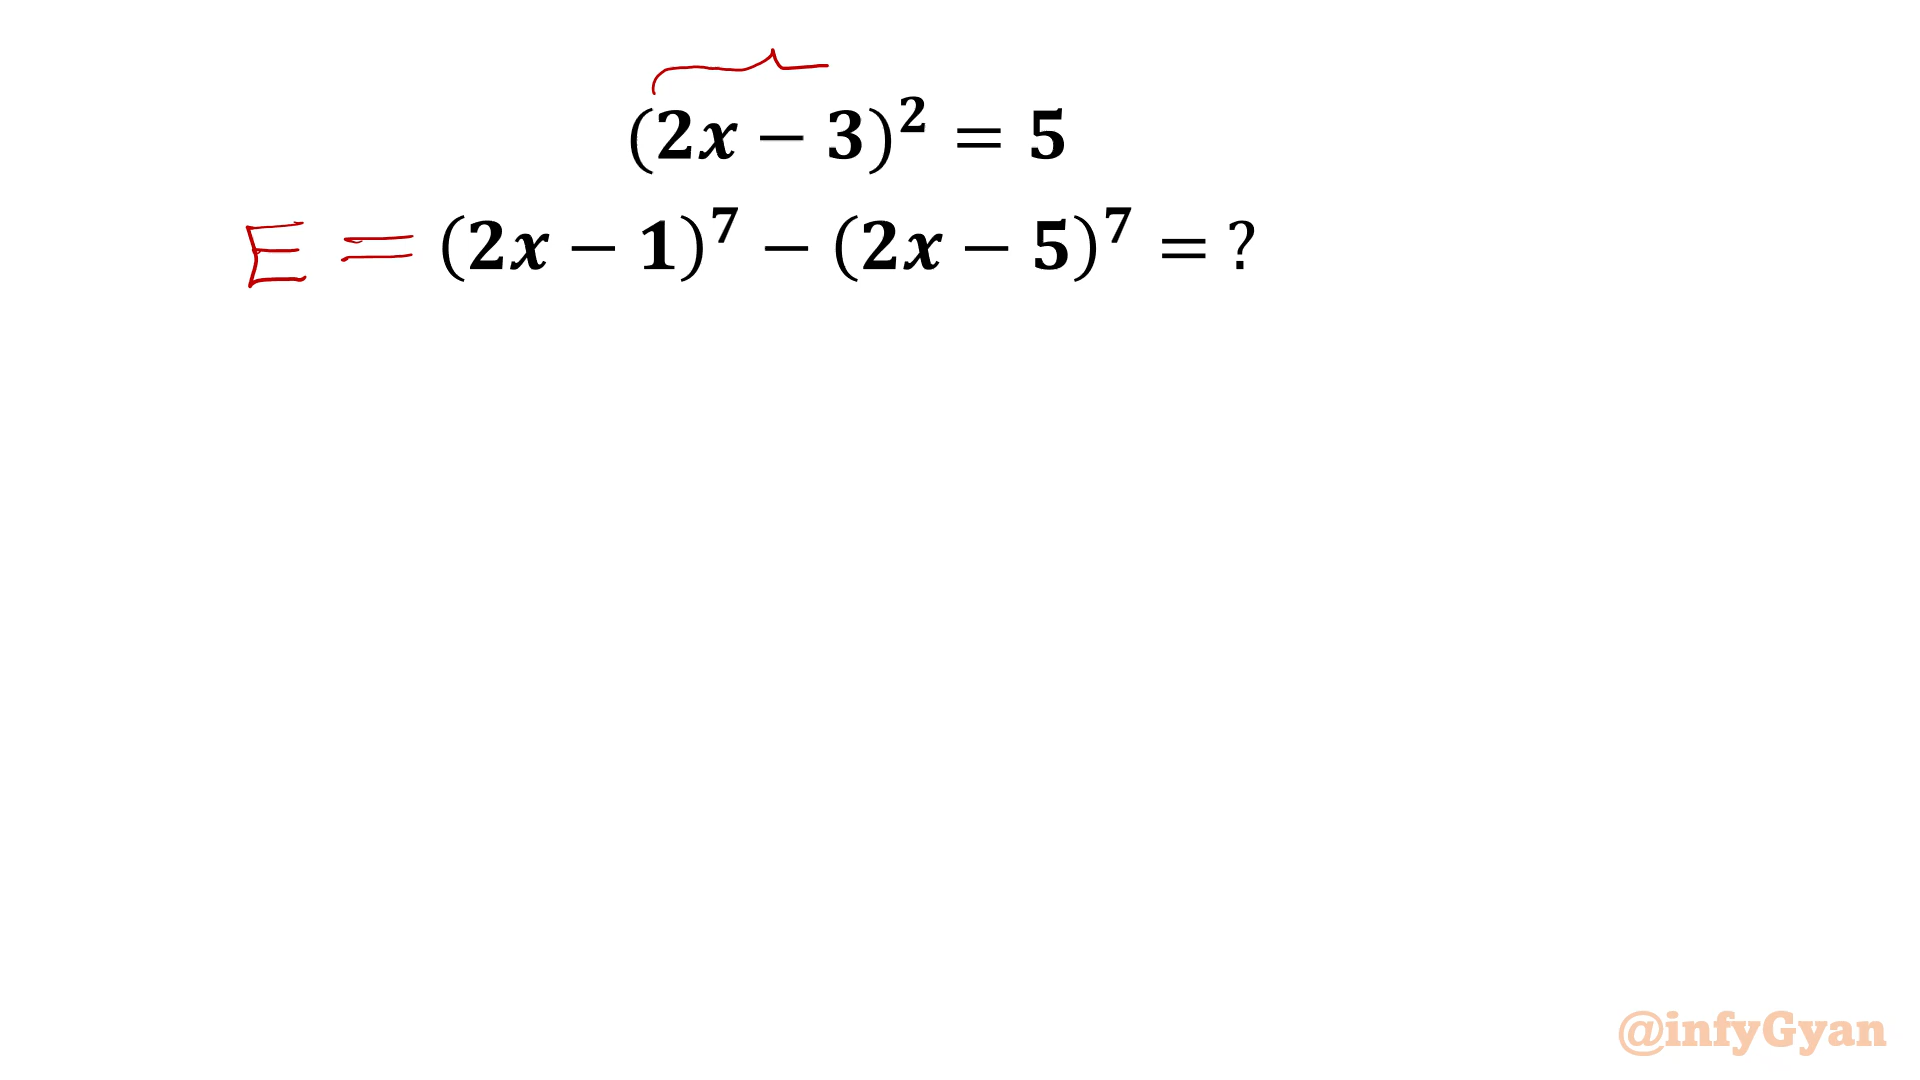 (2x − 3)² = 5
E = (2x − 1)⁷ − (2x − 5)⁷ = ?
@infyGyan